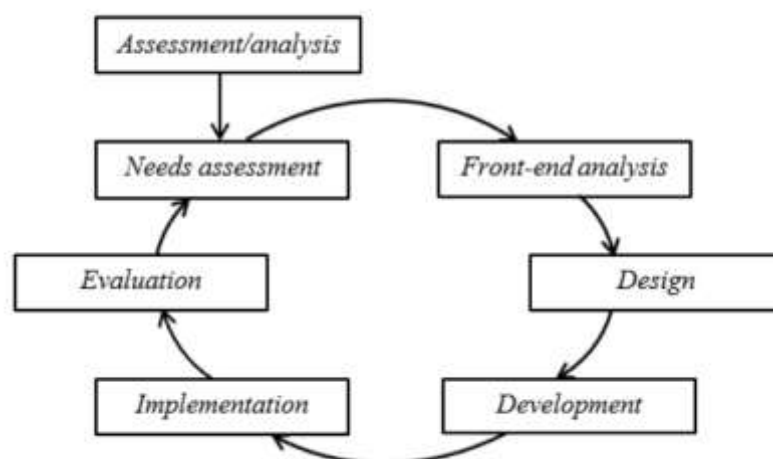 Assessment/analysis
Needs assessment
Front-end analysis
Evaluation
Design
Implementation
Development